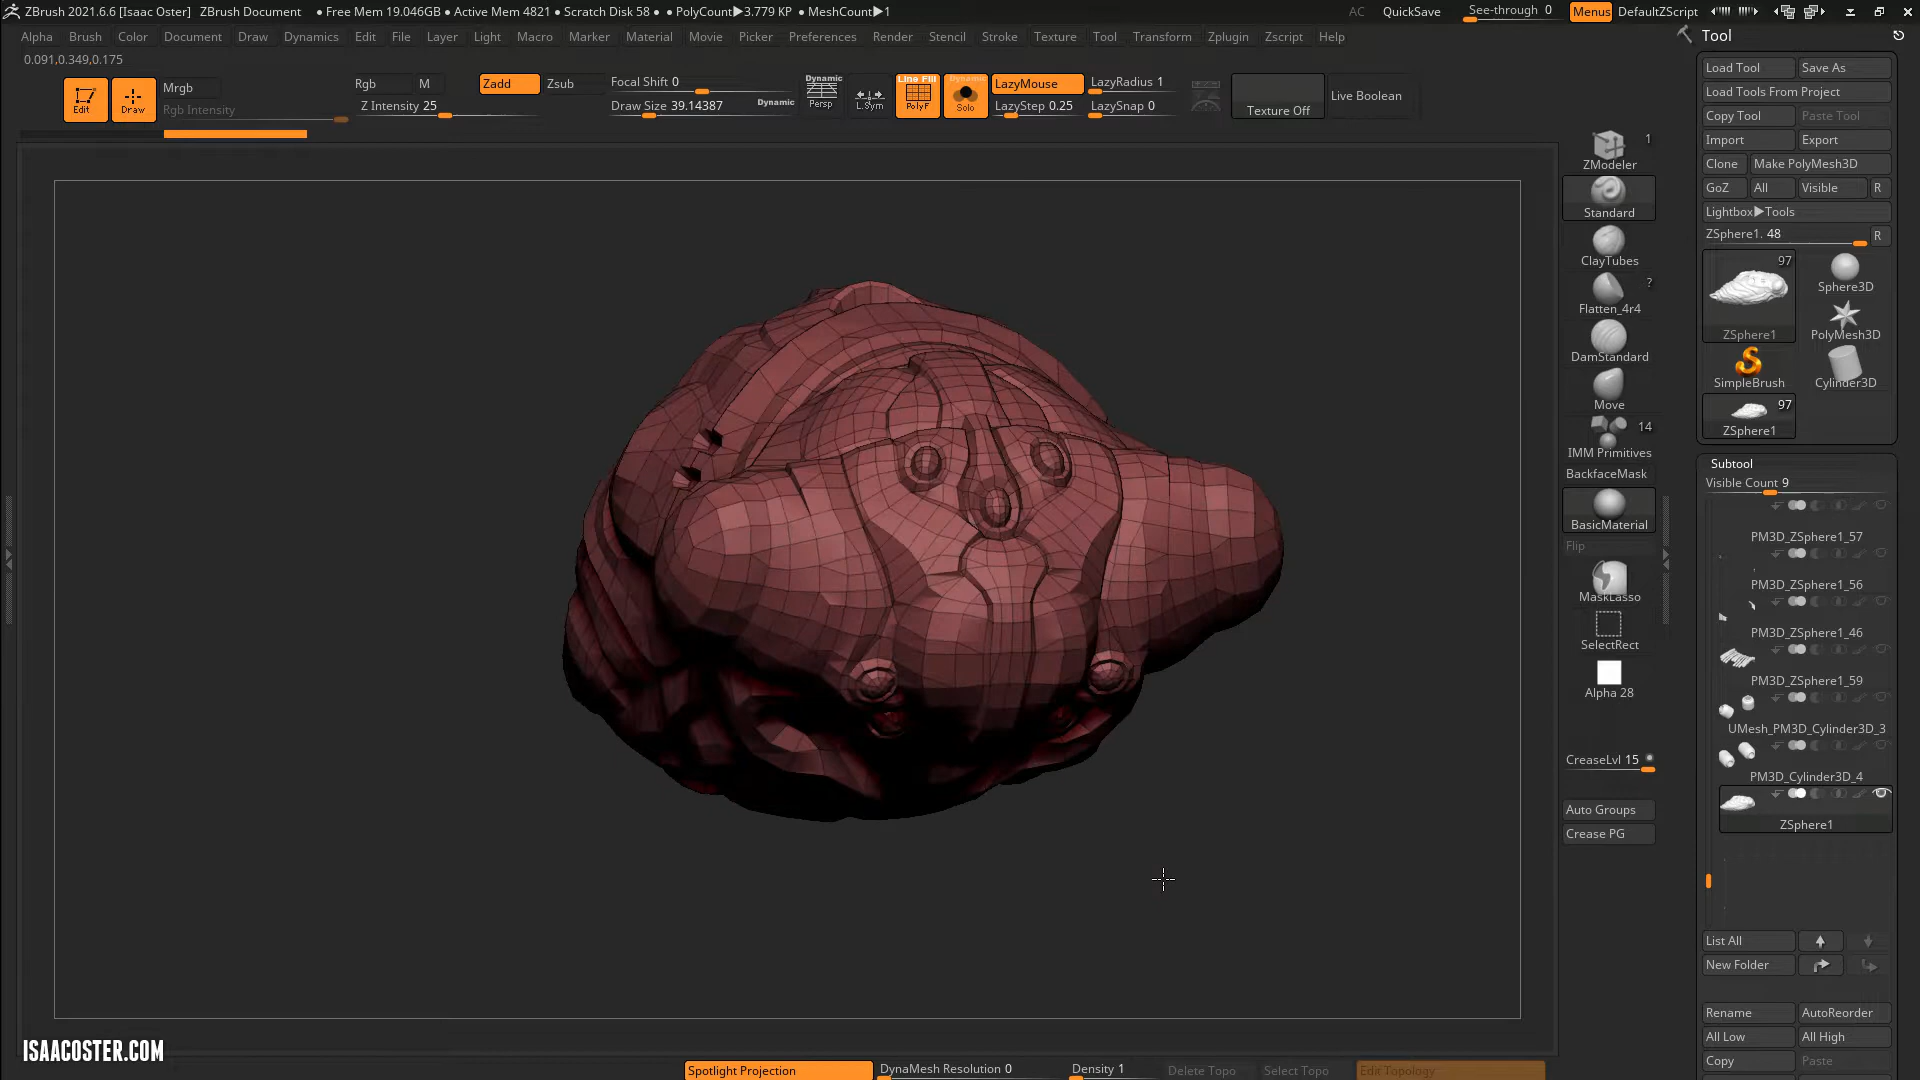 ZBrush 2021.6.6 [Isaac Oster] ZBrush Document • Free Mem 19.046GB • Active Mem 4821 • Scratch Disk 58 • • PolyCount▶3.779 KP • MeshCount▶1 AC QuickSave See-through 0 Menus DefaultZScript
Alpha Brush Color Document Draw Dynamics Edit File Layer Light Macro Marker Material Movie Picker Preferences Render Stencil Stroke Texture Tool Transform Zplugin Zscript Help
0.091,0.349,0.175
Edit Draw
Mrgb
Rgb Intensity
Rgb M
Z Intensity 25
Zadd Zsub
Focal Shift 0
Draw Size 39.14387 Dynamic
Dynamic
Persp
L.Sym
Line Fill
PolyF
Dynamic
Solo
LazyMouse
LazyStep 0.25
LazyRadius 1
LazySnap 0
Texture Off
Live Boolean
1
ZModeler
Standard
ClayTubes
?
Flatten_4r4
DamStandard
Move
14
IMM Primitives
BackfaceMask
BasicMaterial
Flip
MaskLasso
SelectRect
Alpha 28
CreaseLvl 15
Auto Groups
Crease PG
Tool
Load Tool Save As
Load Tools From Project
Copy Tool Paste Tool
Import Export
Clone Make PolyMesh3D
GoZ All Visible R
Lightbox▶Tools
ZSphere1. 48 R
97
Sphere3D
ZSphere1 PolyMesh3D
SimpleBrush Cylinder3D
97
ZSphere1
Subtool
Visible Count 9
PM3D_ZSphere1_57
PM3D_ZSphere1_56
PM3D_ZSphere1_46
PM3D_ZSphere1_59
UMesh_PM3D_Cylinder3D_3
PM3D_Cylinder3D_4
ZSphere1
List All
New Folder
Rename AutoReorder
All Low All High
Copy Paste
ISAACOSTER.COM
Spotlight Projection DynaMesh Resolution 0 Density 1 Delete Topo Select Topo Edit Topology